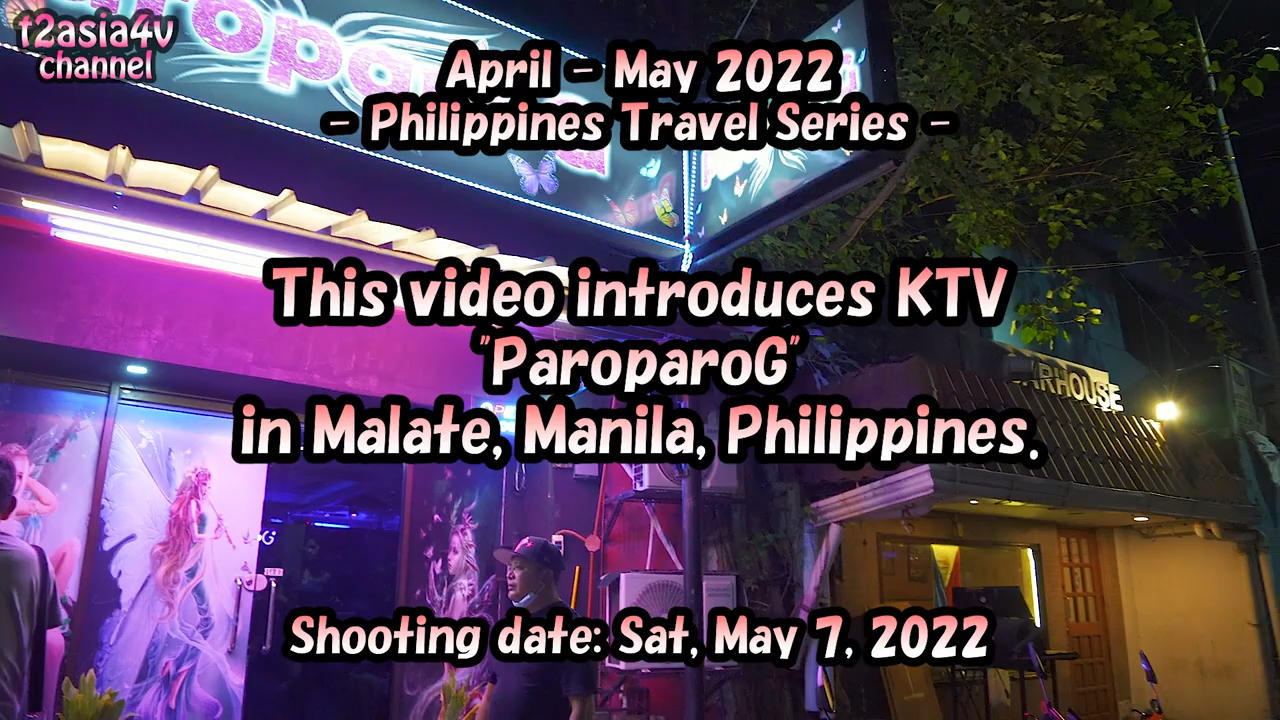 t2asia4v
channel
April - May 2022
- Philippines Travel Series -
This video introduces KTV
"ParoparoG"
in Malate, Manila, Philippines.
Shooting date: Sat, May 7, 2022